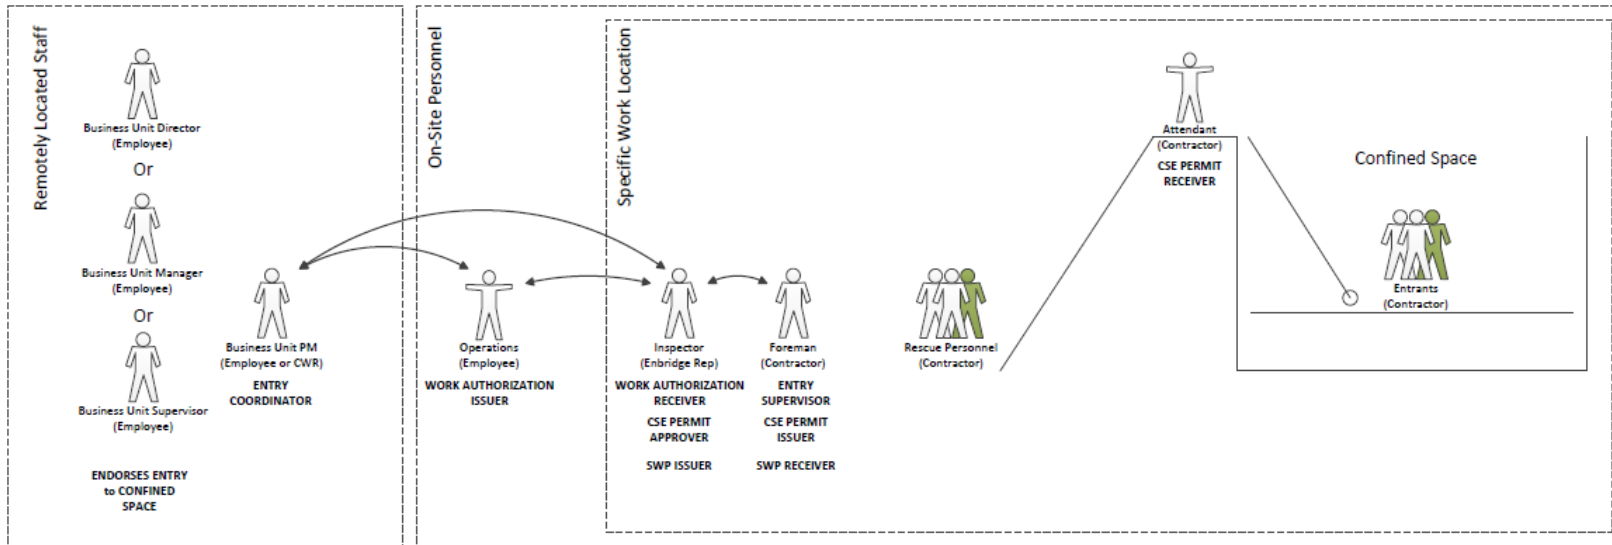 Remotely Located Staff
Business Unit Director
(Employee)
Or
Business Unit Manager
(Employee)
Or
Business Unit Supervisor
(Employee)
ENDORSES ENTRY
to CONFINED
SPACE
Business Unit PM
(Employee or CWR)
ENTRY
COORDINATOR
On-Site Personnel
Operations
(Employee)
WORK AUTHORIZATION
ISSUER
Specific Work Location
Inspector
(Enbridge Rep)
WORK AUTHORIZATION
RECEIVER
CSE PERMIT
APPROVER
SWP ISSUER
Foreman
(Contractor)
ENTRY
SUPERVISOR
CSE PERMIT
ISSUER
SWP RECEIVER
Rescue Personnel
(Contractor)
Attendant
(Contractor)
CSE PERMIT
RECEIVER
Confined Space
Entrants
(Contractor)